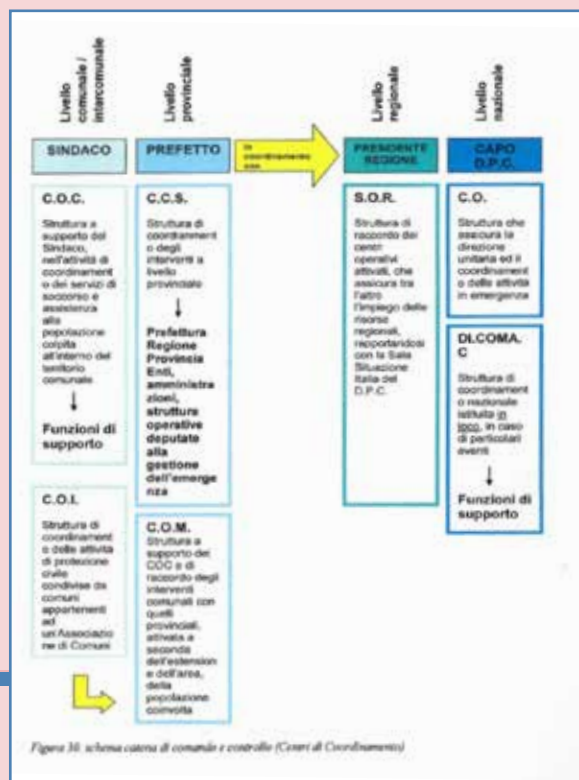 Livello
comunale /
intercomunale
Livello
provinciale
Livello
regionale
Livello
nazionale
SINDACO
PREFETTO
in
coordinamento
con
PRESIDENTE
REGIONE
CAPO
D.P.C.
C.O.C.
Struttura a
supporto del
Sindaco,
nell'attività di
coordinament
o dei servizi di
soccorso e
assistenza
alla
popolazione
colpita
all'interno del
territorio
comunale.
Funzioni di
supporto
C.O.I.
Struttura di
coordinament
o delle attività
di protezione
civile
condivise da
comuni
appartenenti
ad
un'Associazio
ne di Comuni
C.C.S.
Struttura di
coordinament
o degli
interventi a
livello
provinciale
Prefettura
Regione
Provincia
Enti,
amministra
zioni,
strutture
operative
deputate
alla
gestione
dell'emerge
nza
C.O.M.
Struttura a
supporto dei
COC e di
raccordo degli
interventi
comunali con
quelli
provinciali,
attivata a
seconda
dell'estension
e dell'area,
della
popolazione
coinvolta
S.O.R.
Struttura di
raccordo dei
centri
operativi
attivati, che
assicura tra
l'altro
l'impiego delle
risorse
regionali,
rapportandosi
con la Sala
Situazione
Italia del
D.P.C.
C.O.
Struttura che
assicura la
direzione
unitaria ed il
coordinament
o delle attività
in emergenza
DI.COMA.
C
Struttura di
coordinament
o nazionale
istituita in
loco, in caso
di particolari
eventi
Funzioni di
supporto
Figura 30: schema catena di comando e controllo (Centri di Coordinamento)